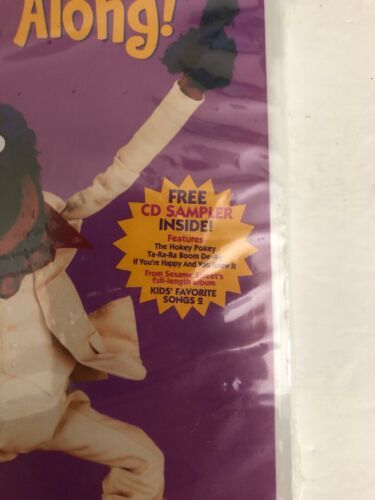 Along!
FREE
CD SAMPLER
INSIDE!
Features
The Hokey Pokey
Ta-Ra-Ra Boom De-Ay
If You're Happy And You Know It
From Sesame Street's
full-length album
KIDS' FAVORITE
SONGS 2